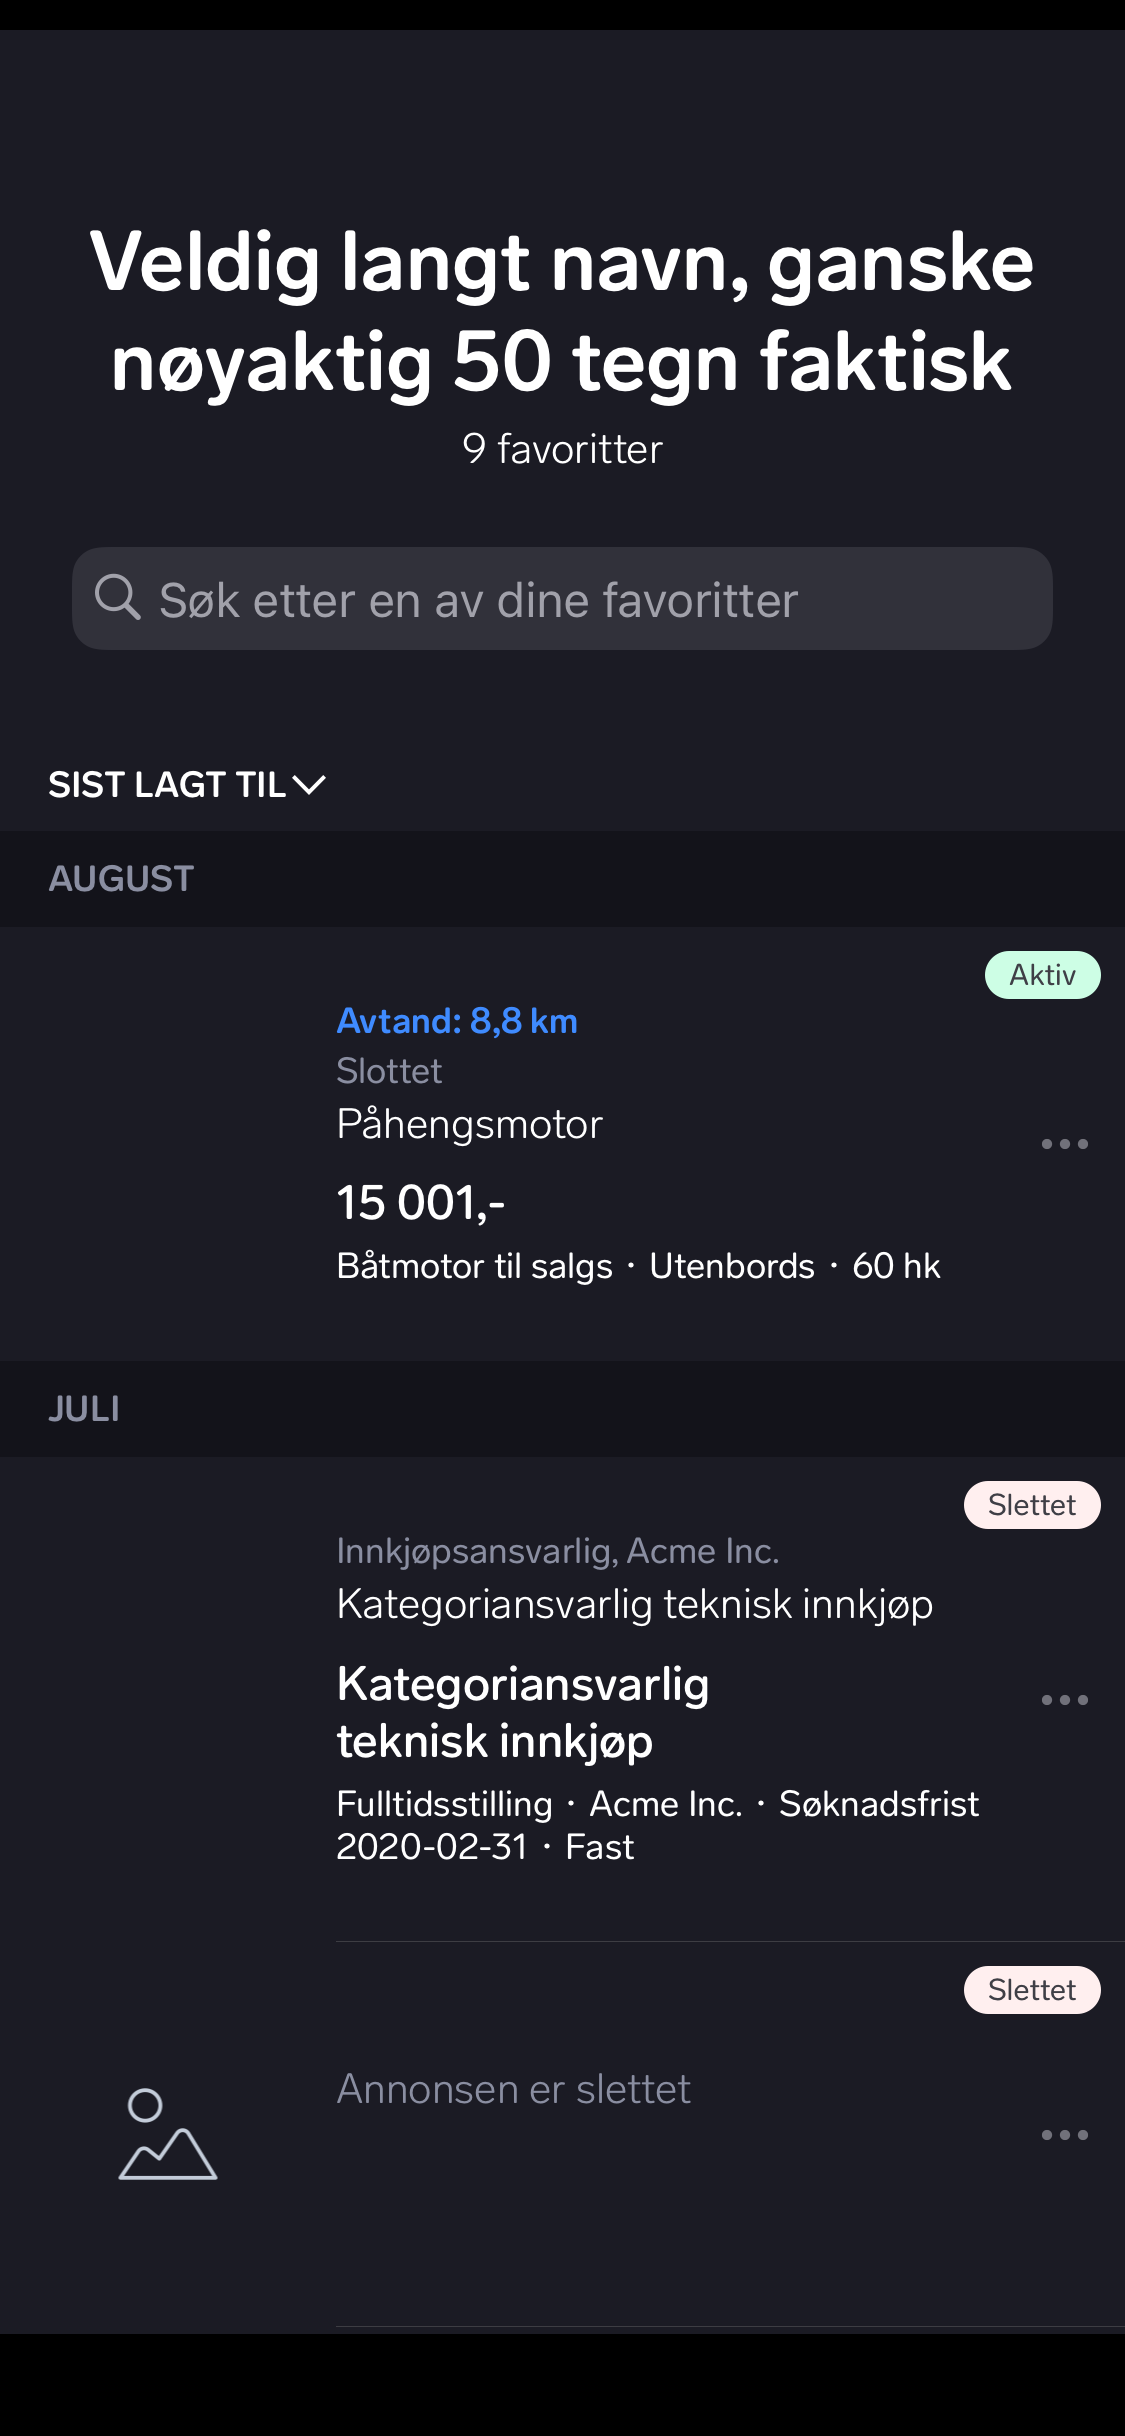 Veldig langt navn, ganske
nøyaktig 50 tegn faktisk
9 favoritter
Søk etter en av dine favoritter
SIST LAGT TIL
AUGUST
Aktiv
Avtand: 8,8 km
Slottet
Påhengsmotor
15 001,-
Båtmotor til salgs · Utenbords · 60 hk
JULI
Slettet
Innkjøpsansvarlig, Acme Inc.
Kategoriansvarlig teknisk innkjøp
Kategoriansvarlig
teknisk innkjøp
Fulltidsstilling · Acme Inc. · Søknadsfrist
2020-02-31 · Fast
Slettet
Annonsen er slettet